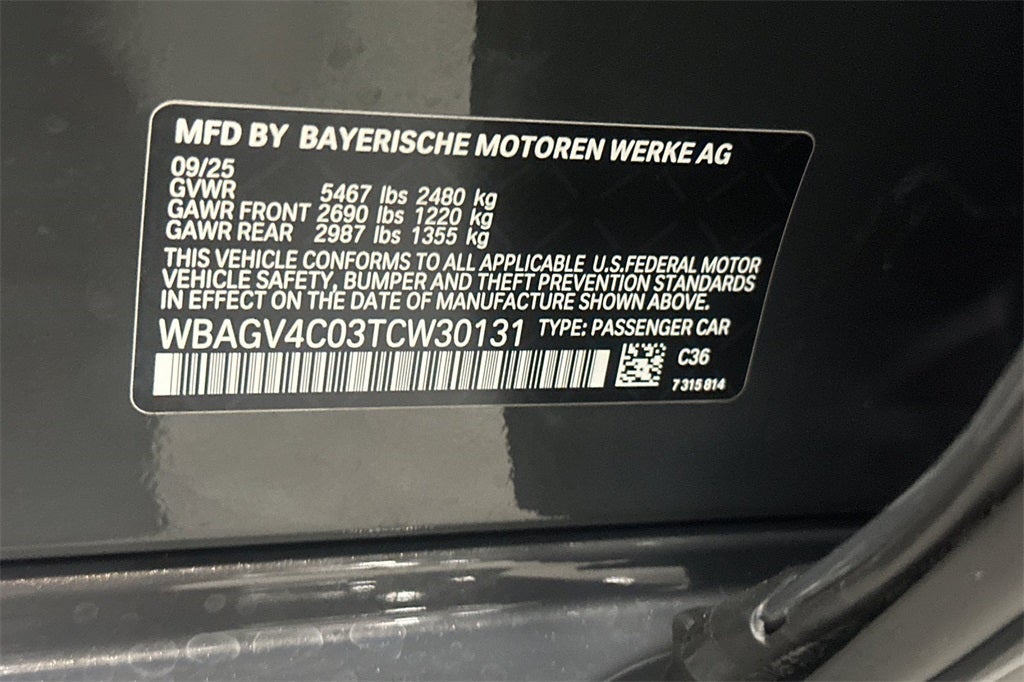 MFD BY BAYERISCHE MOTOREN WERKE AG
09/25
GVWR 5467 lbs 2480 kg
GAWR FRONT 2690 lbs 1220 kg
GAWR REAR 2987 lbs 1355 kg
THIS VEHICLE CONFORMS TO ALL APPLICABLE U.S.FEDERAL MOTOR
VEHICLE SAFETY, BUMPER AND THEFT PREVENTION STANDARDS
IN EFFECT ON THE DATE OF MANUFACTURE SHOWN ABOVE.
WBAGV4C03TCW30131 TYPE: PASSENGER CAR
C36
7 315 814